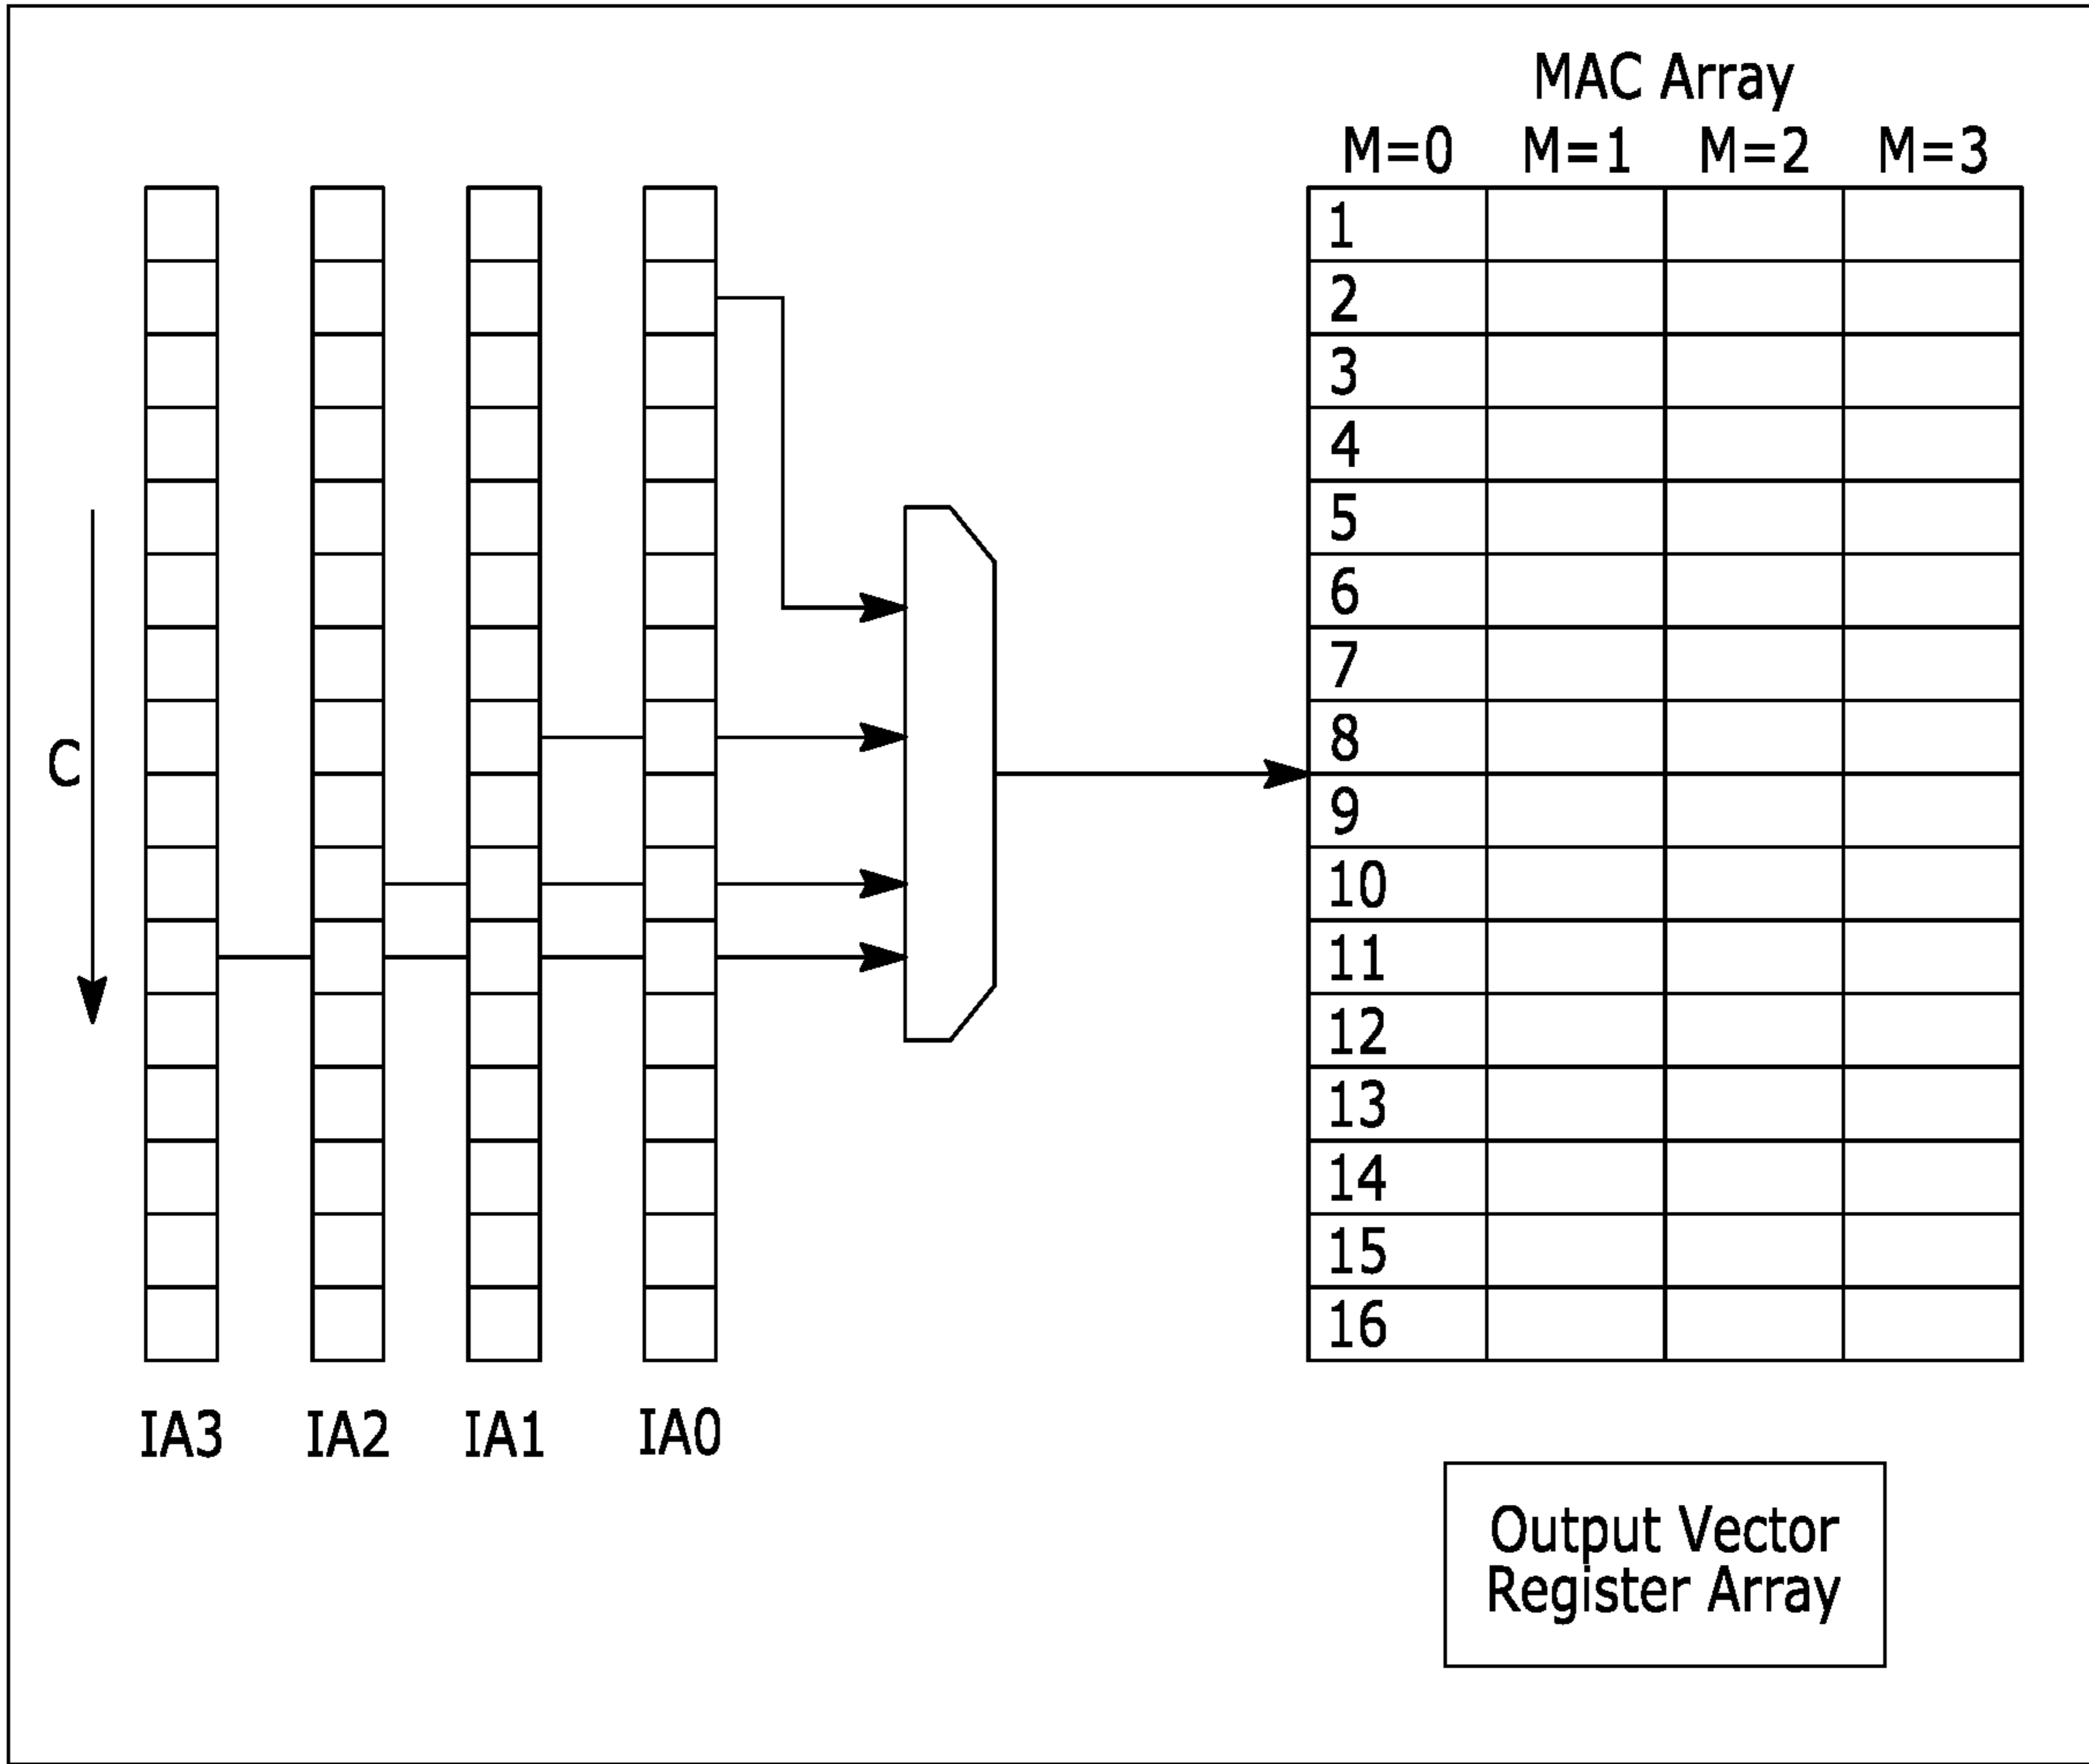 MAC Array
M=0 M=1 M=2 M=3
1
2
3
4
5
6
7
8
9
10
11
12
13
14
15
16
C
IA3 IA2 IA1 IA0
Output Vector
Register Array